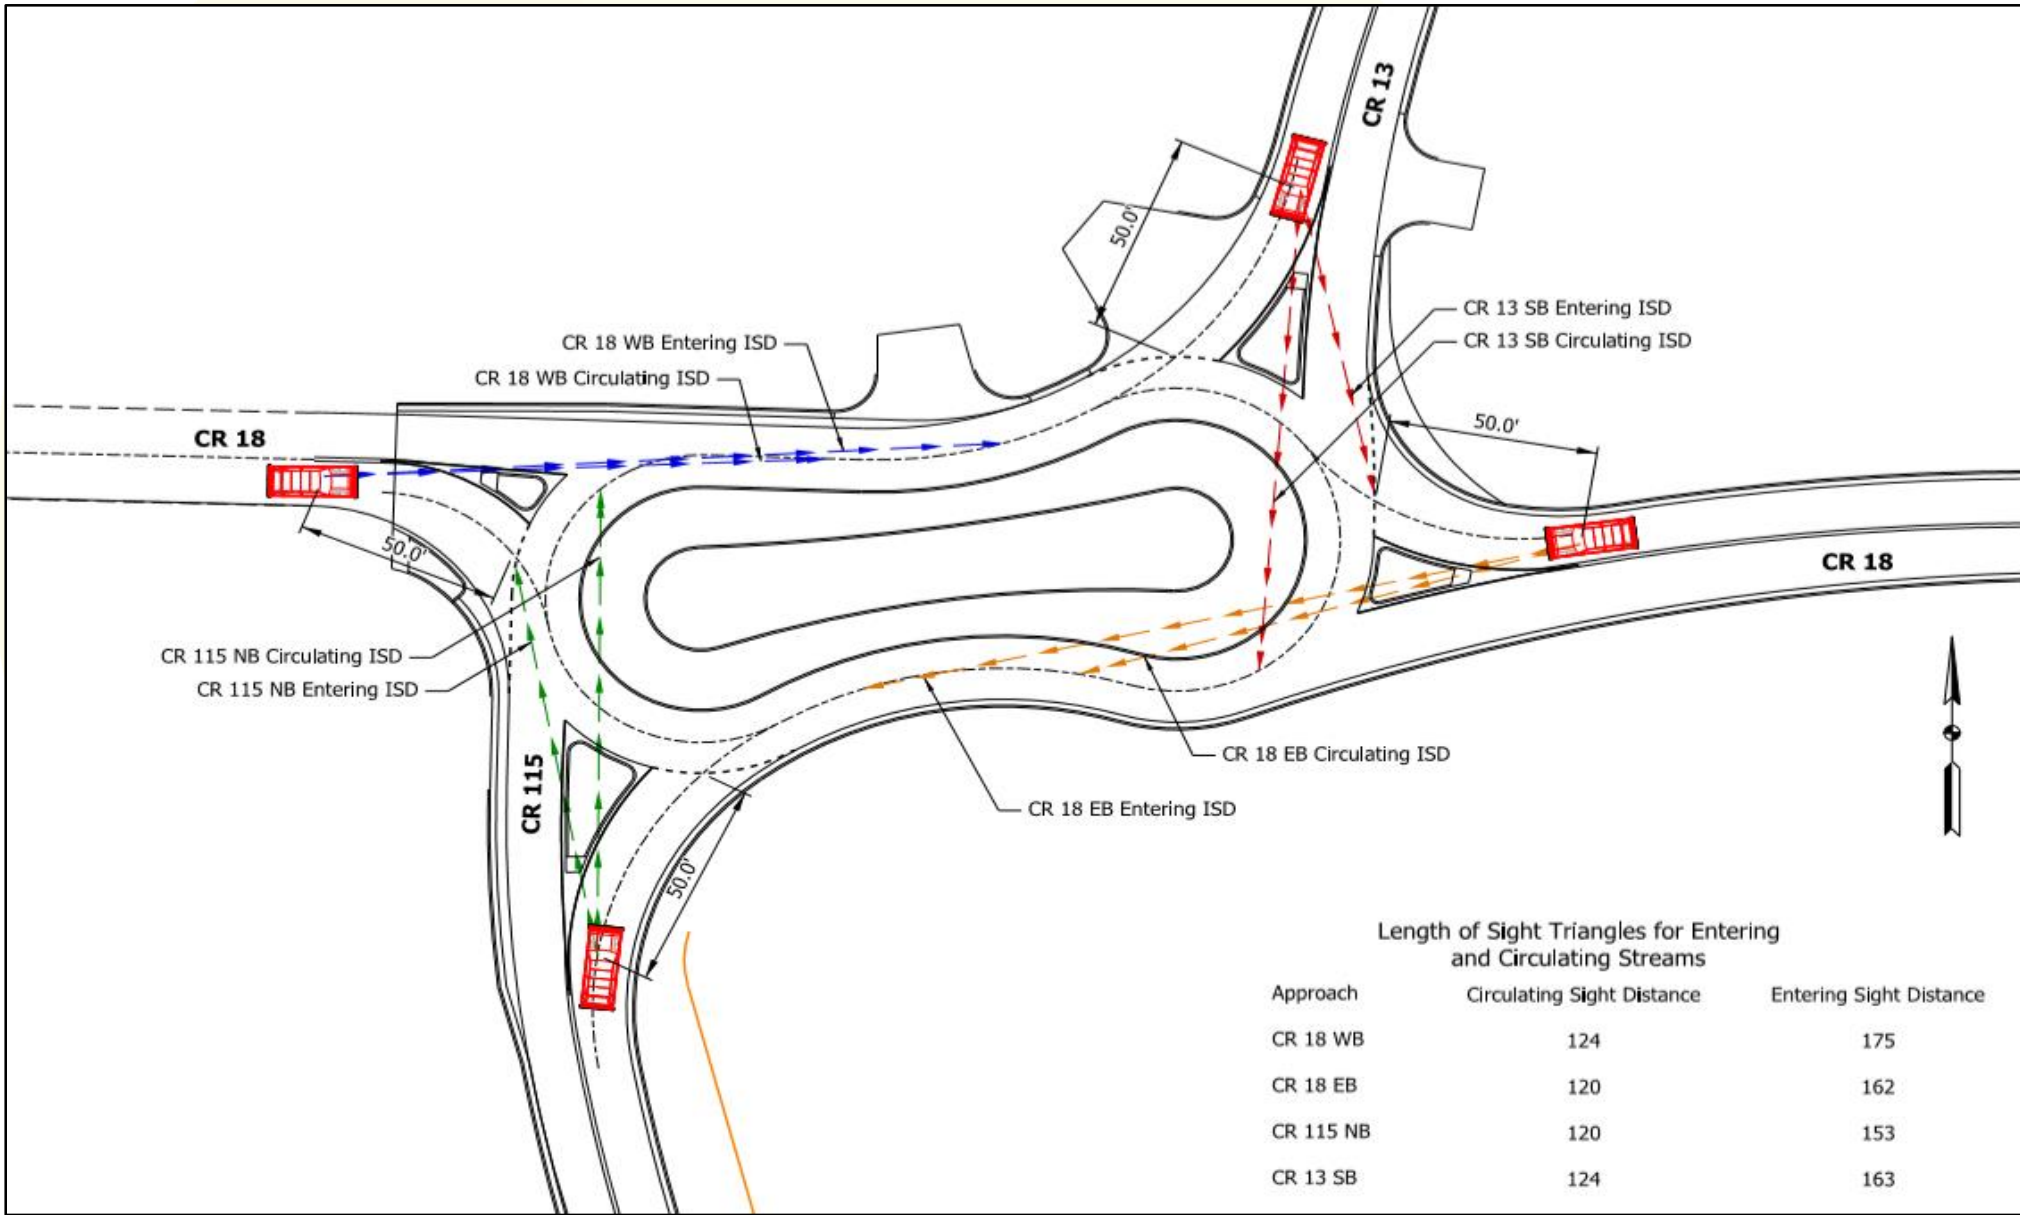 CR 13
50.0'
CR 13 SB Entering ISD
CR 13 SB Circulating ISD
CR 18 WB Entering ISD
CR 18 WB Circulating ISD
50.0'
CR 18
50.0'
CR 18
CR 115 NB Circulating ISD
CR 115 NB Entering ISD
CR 115
CR 18 EB Circulating ISD
CR 18 EB Entering ISD
50.0'
Length of Sight Triangles for Entering
and Circulating Streams
Approach Circulating Sight Distance Entering Sight Distance
CR 18 WB 124 175
CR 18 EB 120 162
CR 115 NB 120 153
CR 13 SB 124 163